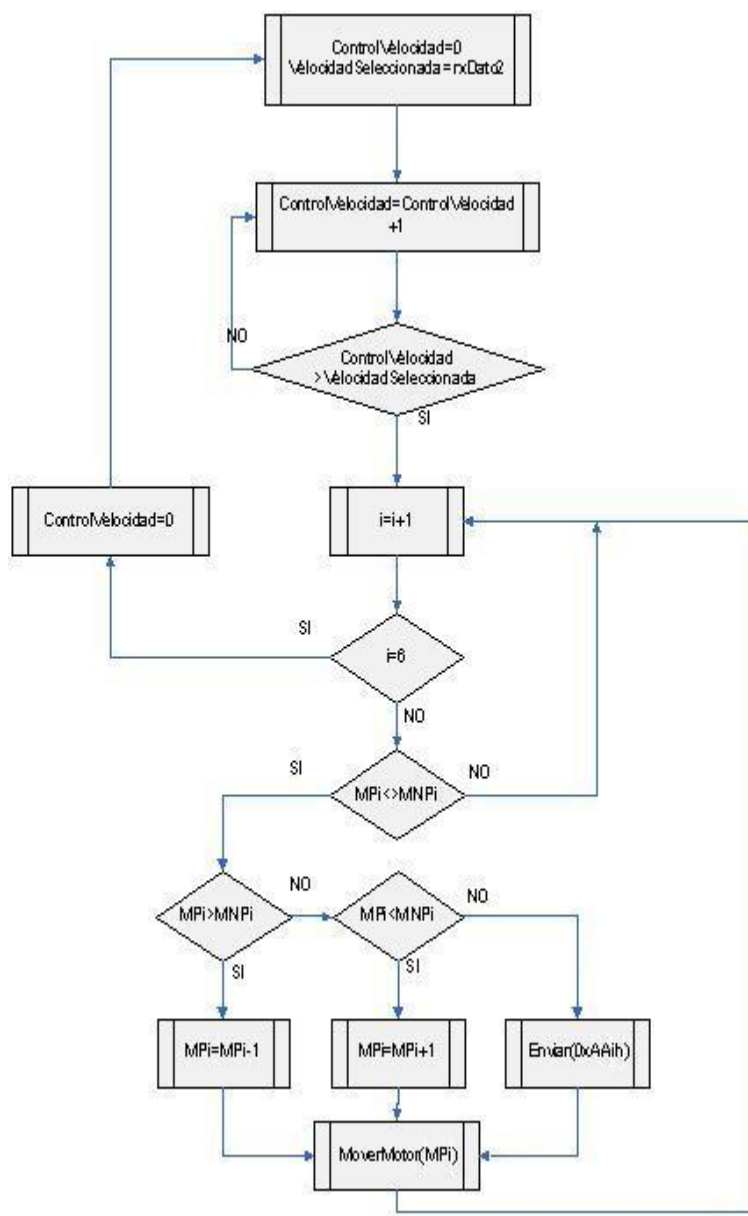 ControlVelocidad=0
VelocidadSeleccionada=rxDato2
ControlVelocidad=ControlVelocidad
+1
NO
ControlVelocidad
>VelocidadSeleccionada
SI
ControlVelocidad=0
i=i+1
SI
i=6
NO
SI
MPi<>MNPi
NO
MPi>MNPi
NO
MPi<MNPi
NO
SI
SI
MPi=MPi-1
MPi=MPi+1
Enviar(0xAAih)
MoverMotor(MPi)